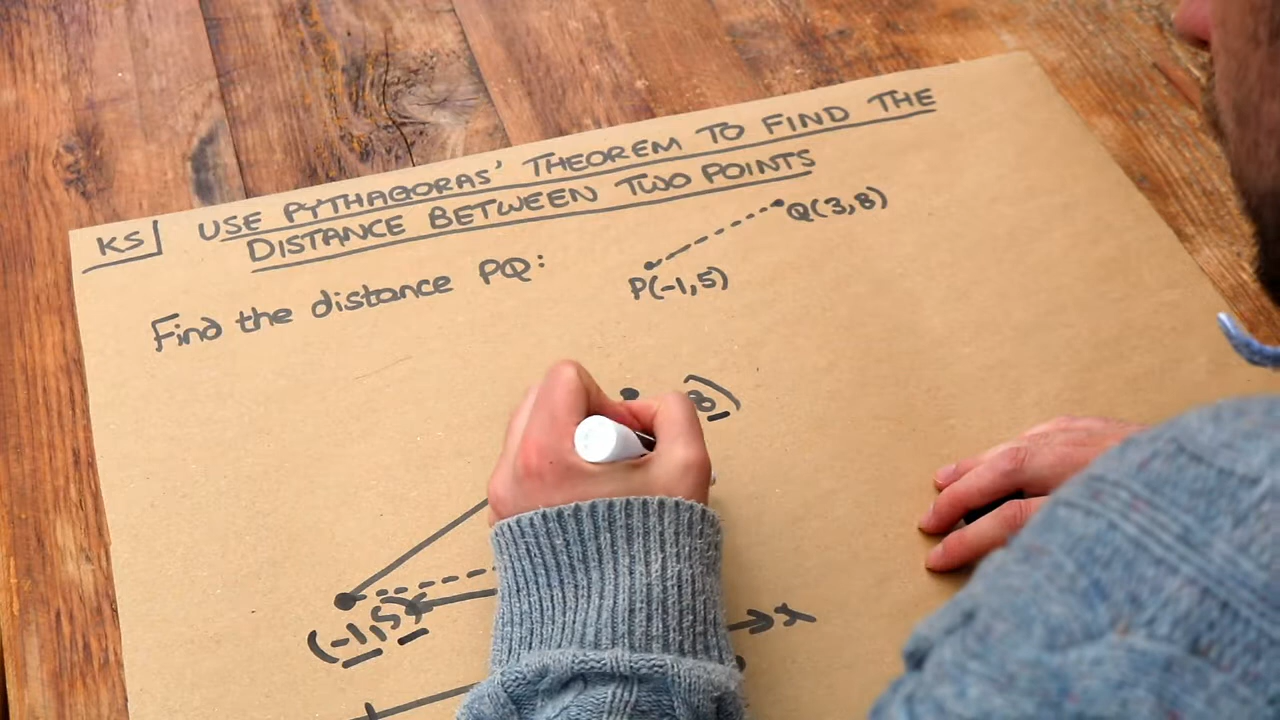 KS
USE PYTHAGORAS' THEOREM TO FIND THE
DISTANCE BETWEEN TWO POINTS
Q(3,8)
Find the distance PQ:
P(-1,5)
8)
(-1,5)
x